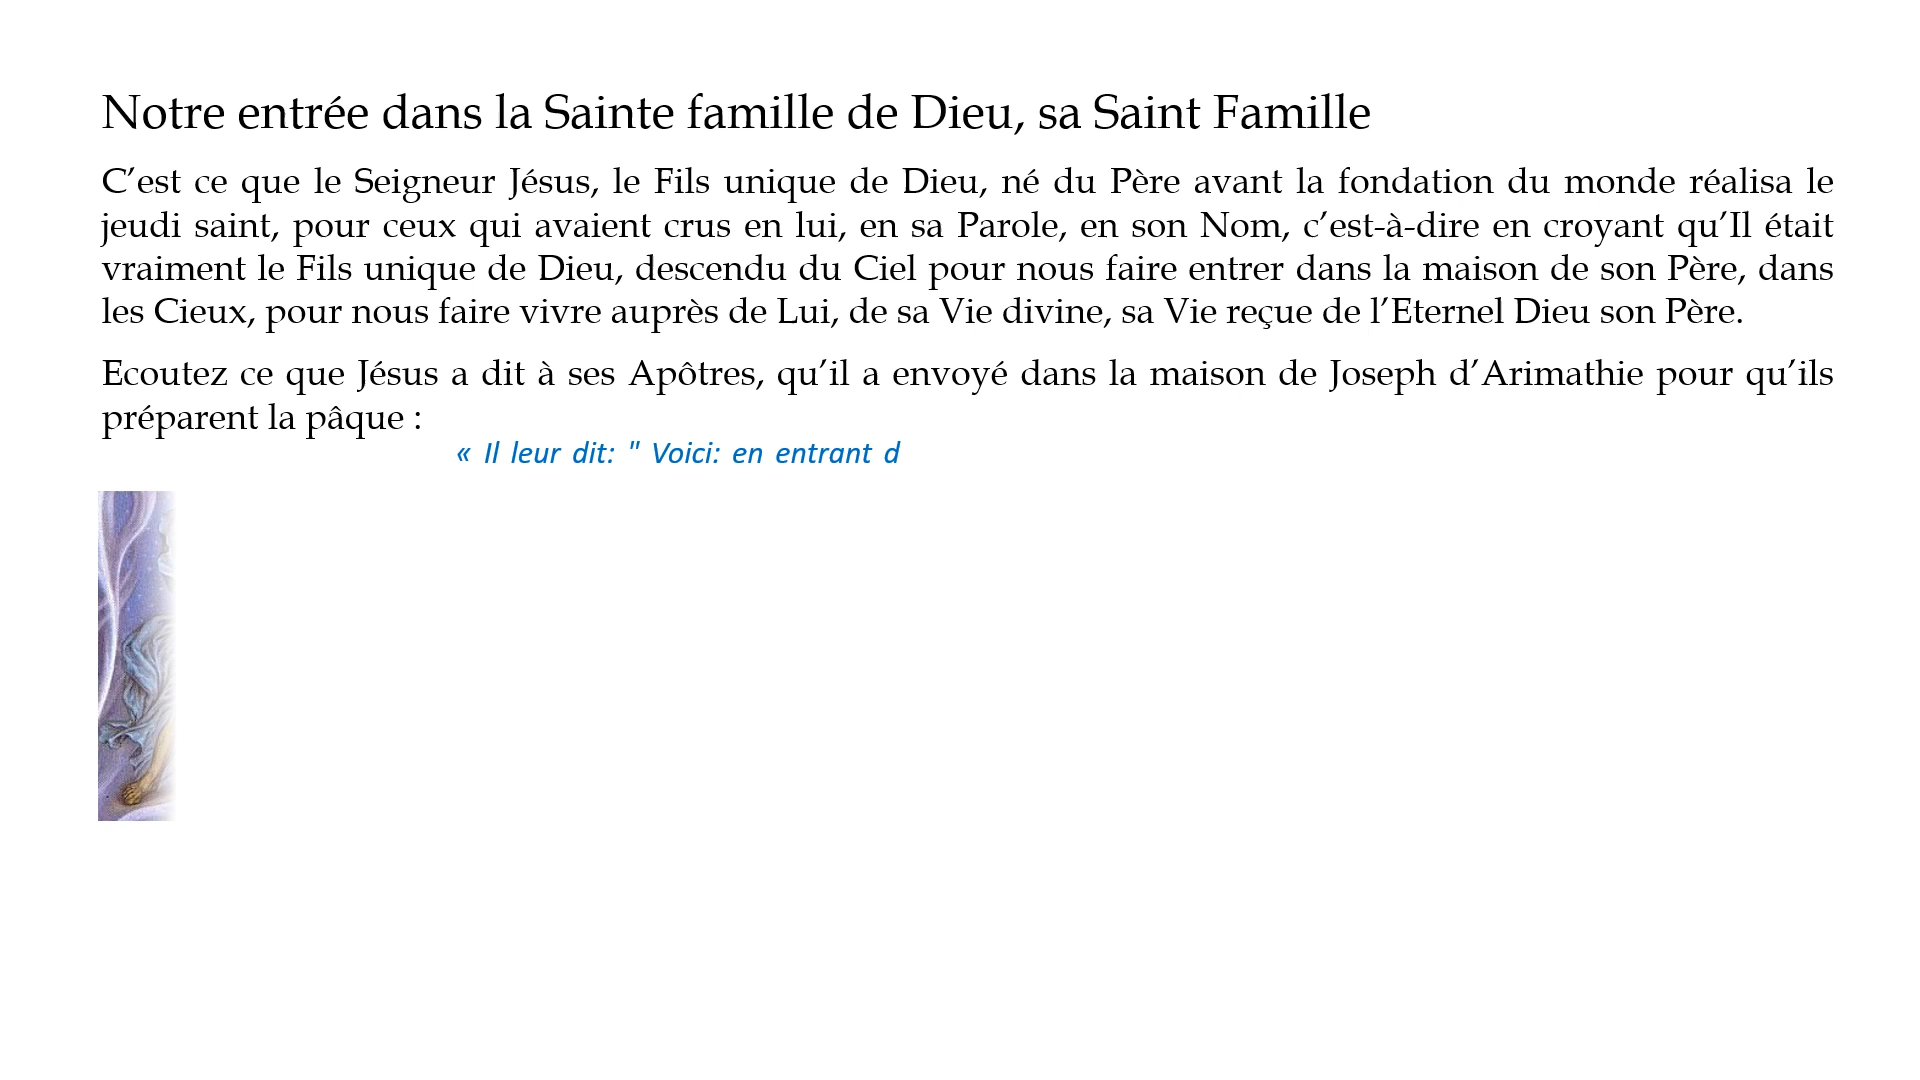 Notre entrée dans la Sainte famille de Dieu, sa Saint Famille
C’est ce que le Seigneur Jésus, le Fils unique de Dieu, né du Père avant la fondation du monde réalisa le
jeudi saint, pour ceux qui avaient crus en lui, en sa Parole, en son Nom, c’est-à-dire en croyant qu’Il était
vraiment le Fils unique de Dieu, descendu du Ciel pour nous faire entrer dans la maison de son Père, dans
les Cieux, pour nous faire vivre auprès de Lui, de sa Vie divine, sa Vie reçue de l’Eternel Dieu son Père.
Ecoutez ce que Jésus a dit à ses Apôtres, qu’il a envoyé dans la maison de Joseph d’Arimathie pour qu’ils
préparent la pâque :
« Il leur dit: " Voici: en entrant d